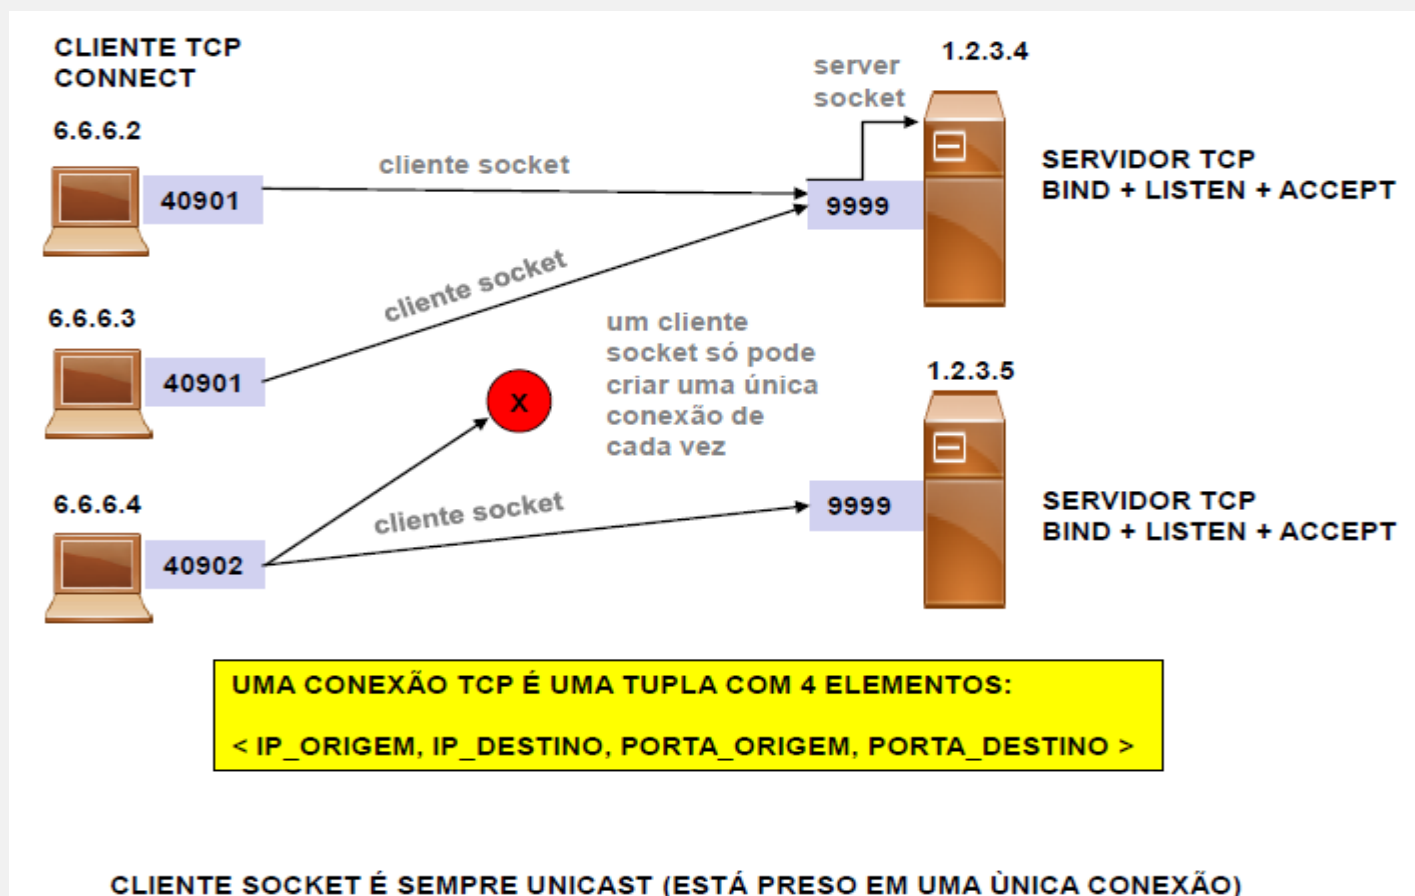 CLIENTE TCP
CONNECT
6.6.6.2
40901
cliente socket
server
socket
1.2.3.4
9999
SERVIDOR TCP
BIND + LISTEN + ACCEPT
6.6.6.3
40901
cliente socket
um cliente
socket só pode
criar uma única
conexão de
cada vez
X
6.6.6.4
40902
cliente socket
1.2.3.5
9999
SERVIDOR TCP
BIND + LISTEN + ACCEPT
UMA CONEXÃO TCP É UMA TUPLA COM 4 ELEMENTOS:
< IP_ORIGEM, IP_DESTINO, PORTA_ORIGEM, PORTA_DESTINO >
CLIENTE SOCKET É SEMPRE UNICAST (ESTÁ PRESO EM UMA ÙNICA CONEXÃO)